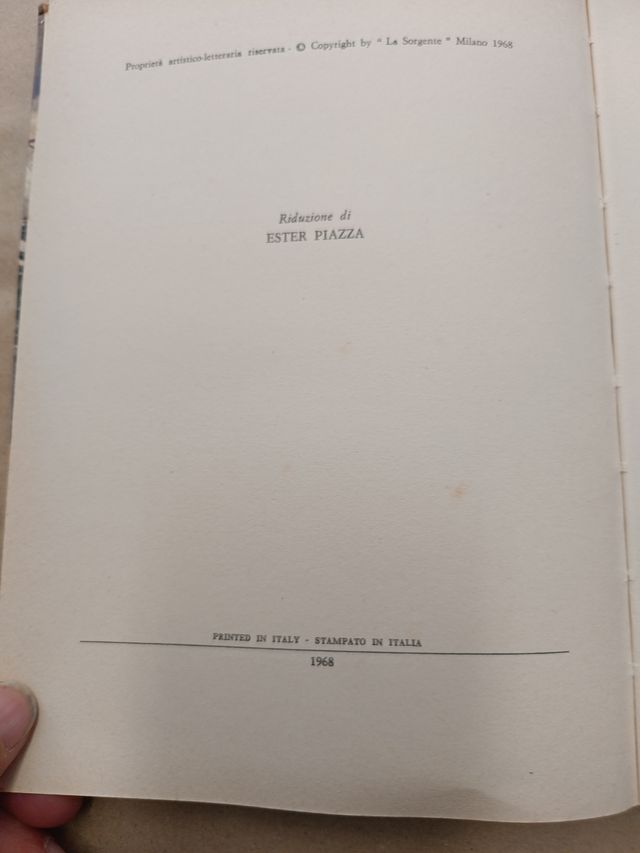 Proprietà artistico-letteraria riservata - © Copyright by " La Sorgente " Milano 1968
Riduzione di
ESTER PIAZZA
PRINTED IN ITALY - STAMPATO IN ITALIA
1968